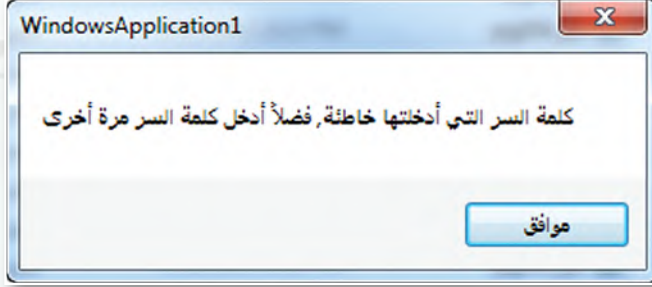 WindowsApplication1
كلمة السر التي أدخلتها خاطئة, فضلاً أدخل كلمة السر مرة أخرى
موافق